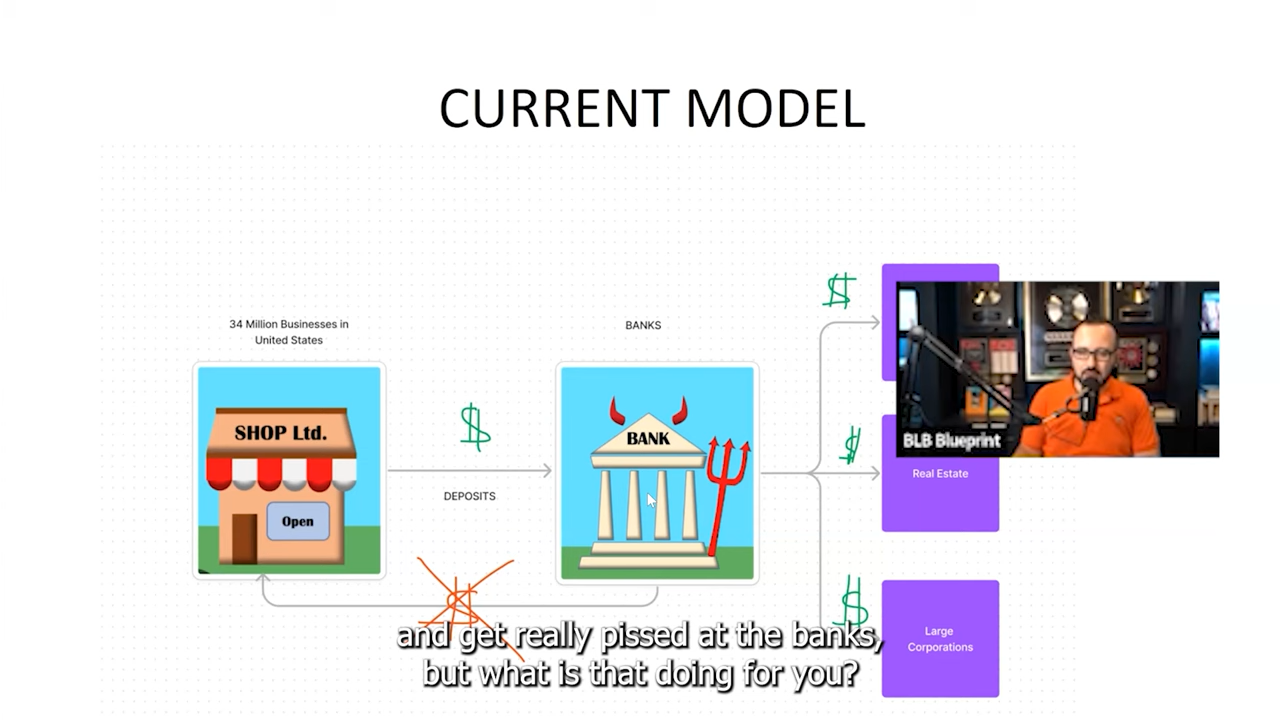 CURRENT MODEL
34 Million Businesses in
United States
BANKS
SHOP Ltd.
Open
$
DEPOSITS
BANK
$
$
$
$
Real Estate
Large
Corporations
BLB Blueprint
and get really pissed at the banks,
but what is that doing for you?